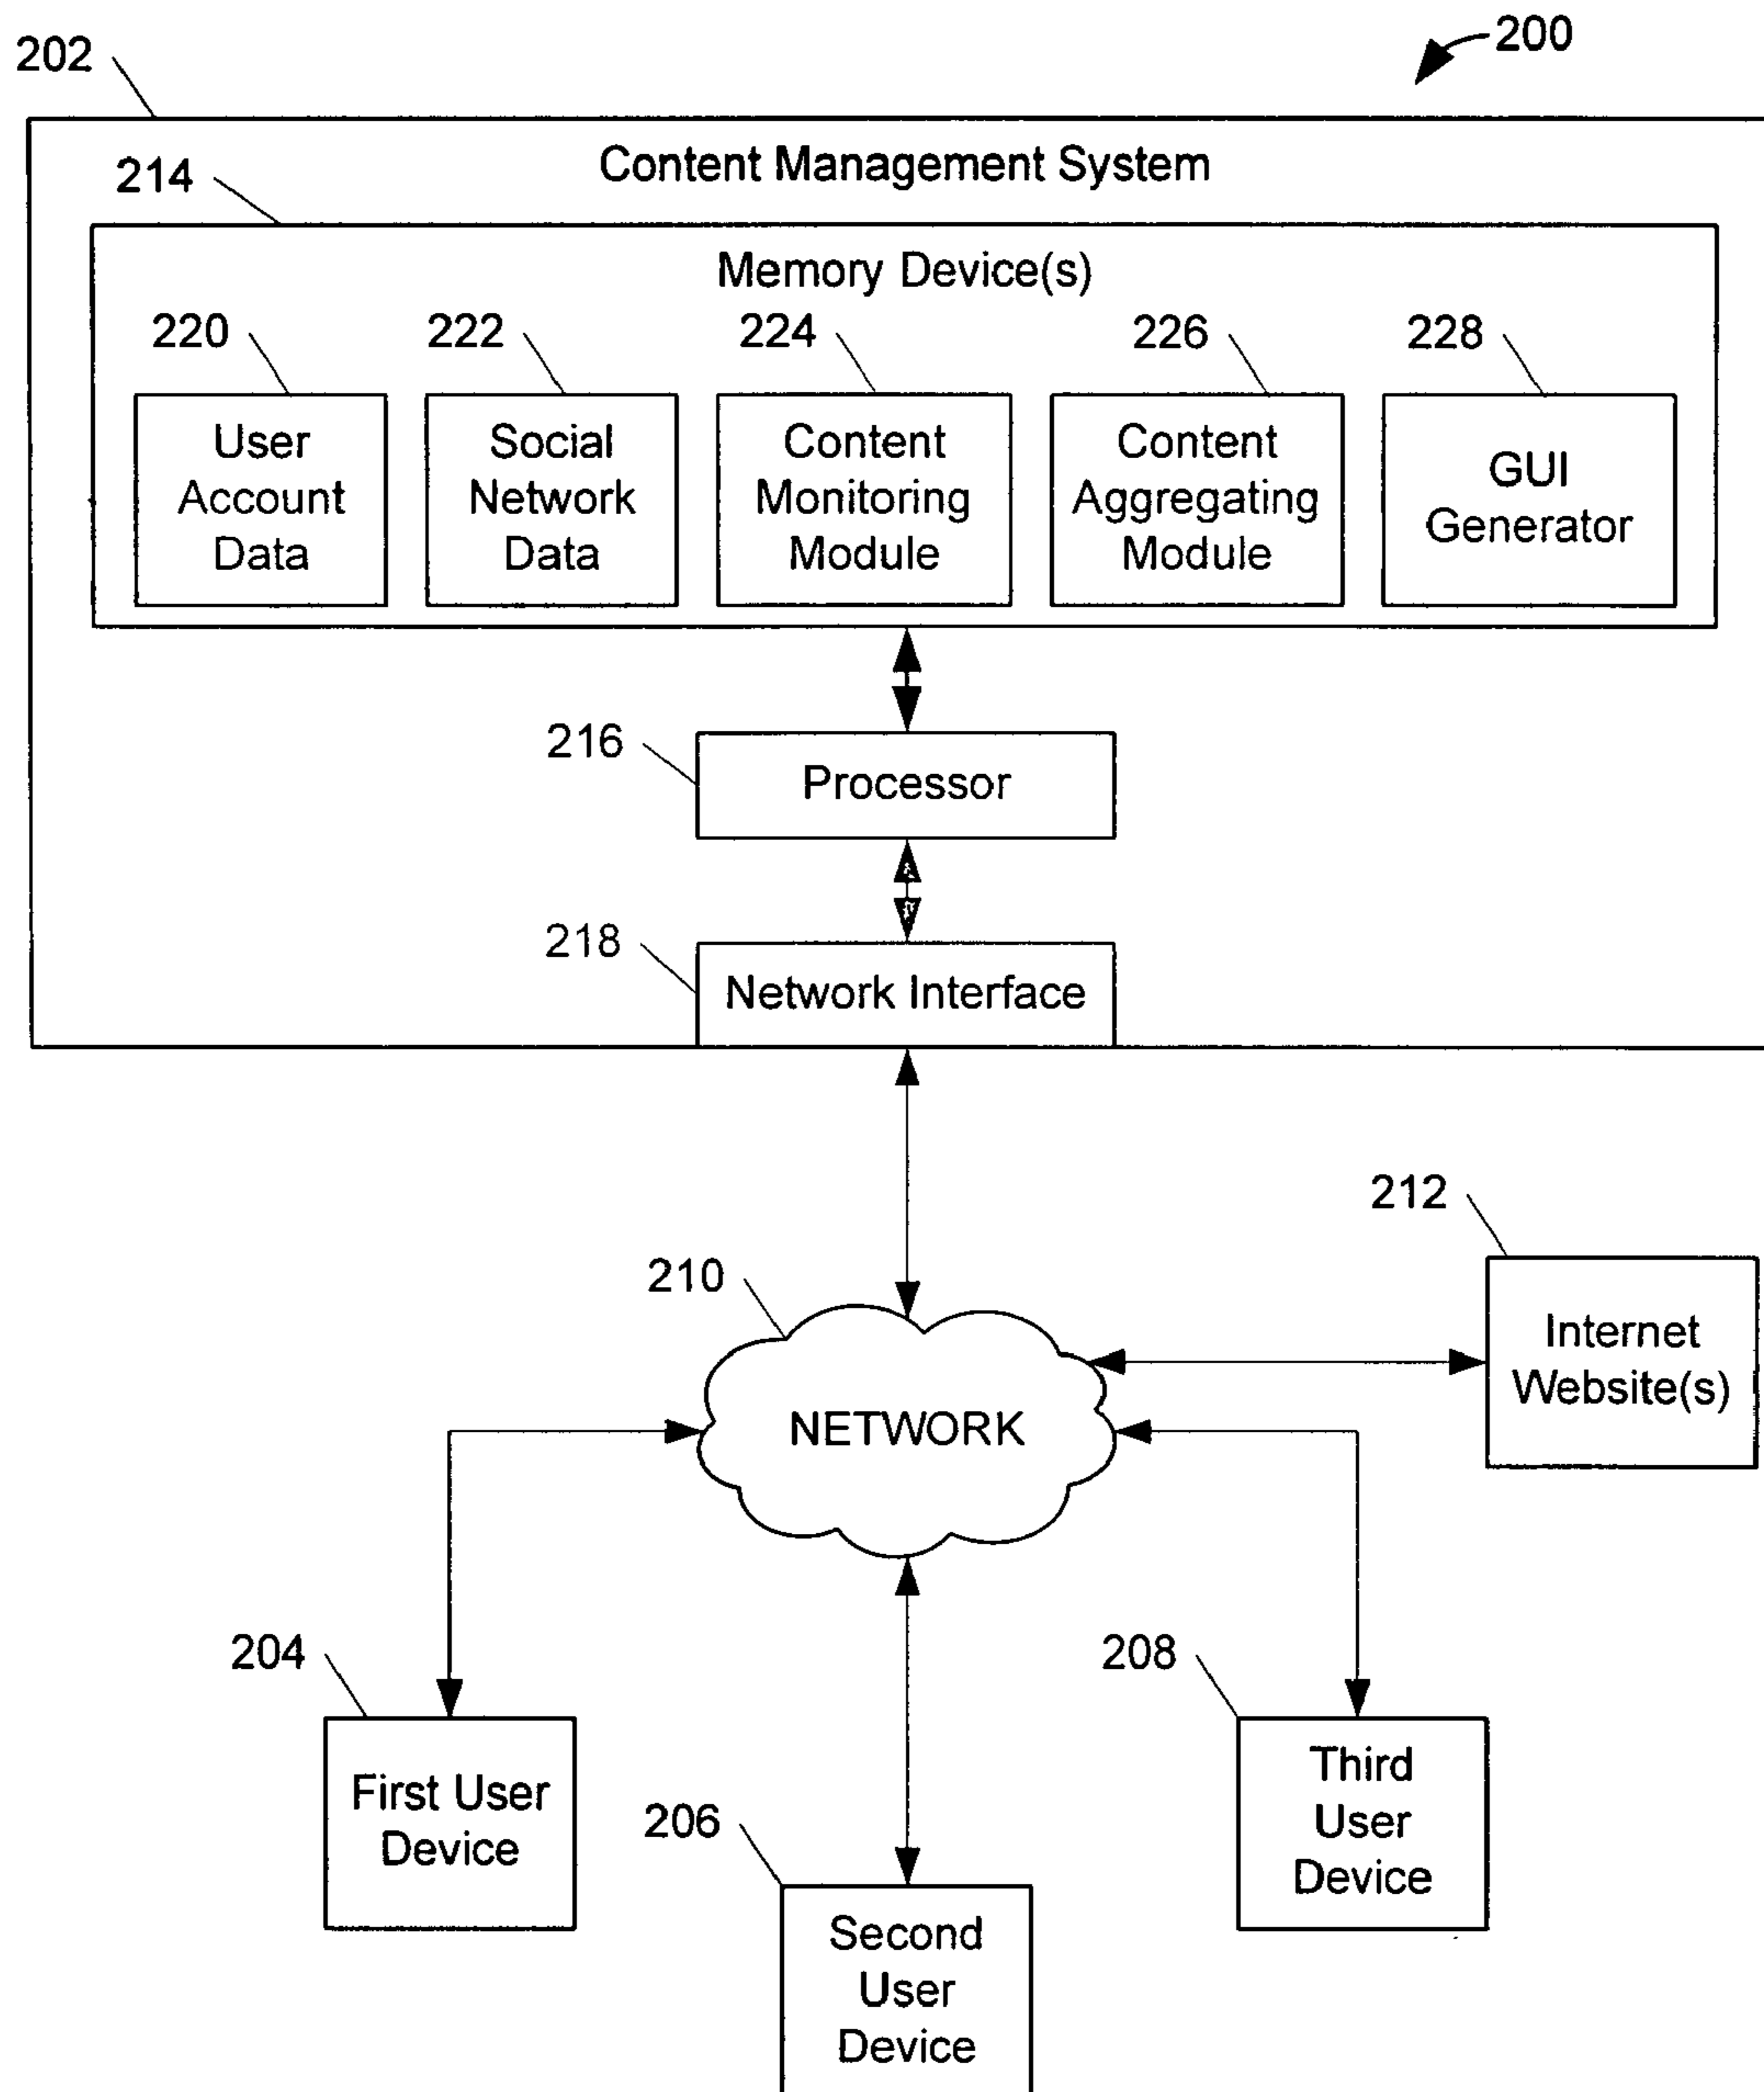 200
202
Content Management System
214
Memory Device(s)
220
222
224
226
228
User
Account
Data
Social
Network
Data
Content
Monitoring
Module
Content
Aggregating
Module
GUI
Generator
216
Processor
218
Network Interface
212
Internet
Website(s)
210
NETWORK
204
First User
Device
206
Second
User
Device
208
Third
User
Device